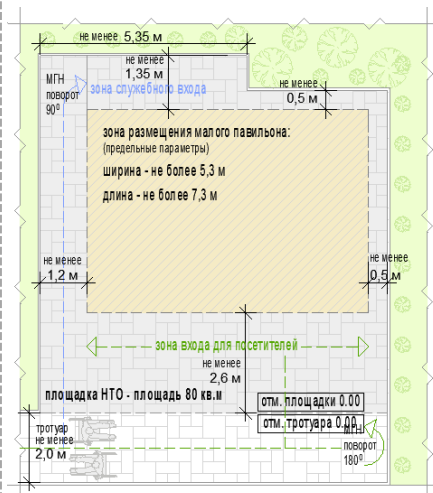 не менее 5,35 м
не менее
1,35 м
МГН
поворот
90⁰
зона служебного входа
не менее
0,5 м
зона размещения малого павильона:
(предельные параметры)
ширина - не более 5,3 м
длина - не более 7,3 м
не менее
1,2 м
не менее
0,5 м
зона входа для посетителей
не менее
2,6 м
площадка НТО - площадь 80 кв.м
отм. площадки 0.00
отм. тротуара 0.00
тротуар
не менее
2,0 м
МГН
поворот
180⁰